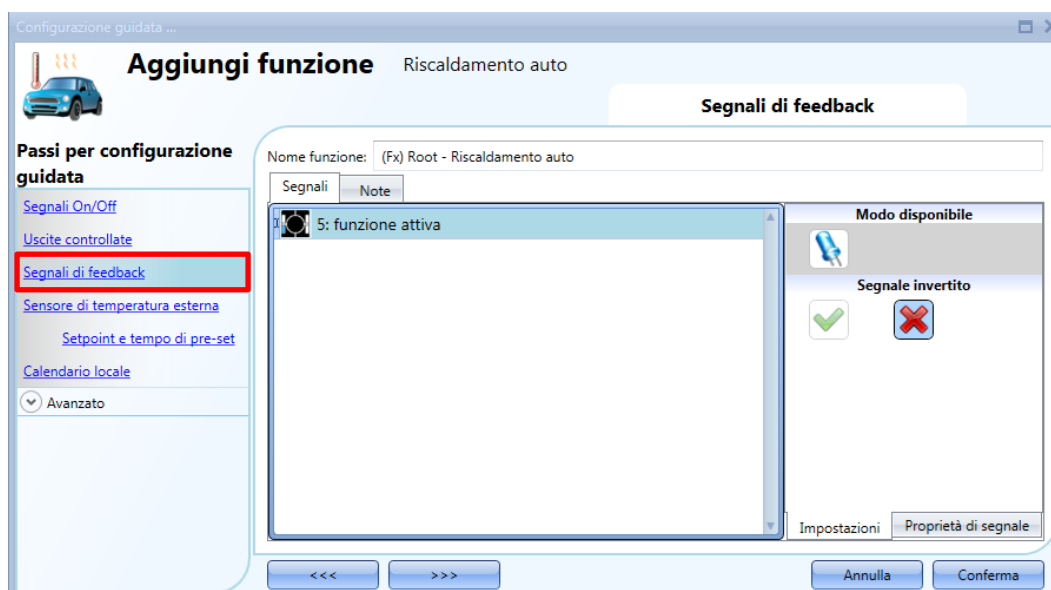 Configurazione guidata ...
Aggiungi funzione Riscaldamento auto
Segnali di feedback
Passi per configurazione
guidata
Segnali On/Off
Uscite controllate
Segnali di feedback
Sensore di temperatura esterna
Setpoint e tempo di pre-set
Calendario locale
Avanzato
Nome funzione: (Fx) Root - Riscaldamento auto
Segnali Note
5: funzione attiva
Modo disponibile
Segnale invertito
Impostazioni Proprietà di segnale
<<< >>> Annulla Conferma